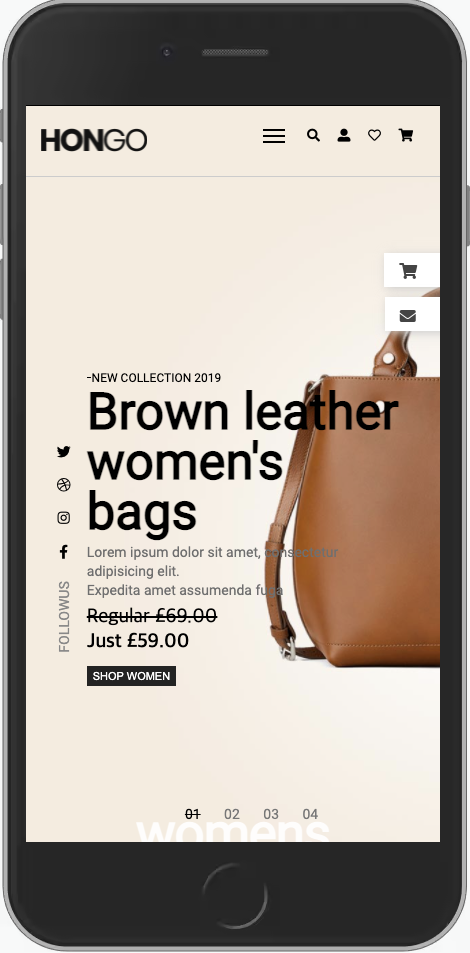 HONGO
-NEW COLLECTION 2019
Brown leather
women's
bags
Lorem ipsum dolor sit amet, consectetur
adipisicing elit.
Expedita amet assumenda fuga
Regular £69.00
Just £59.00
SHOP WOMEN
FOLLOWUS
01 02 03 04
womens